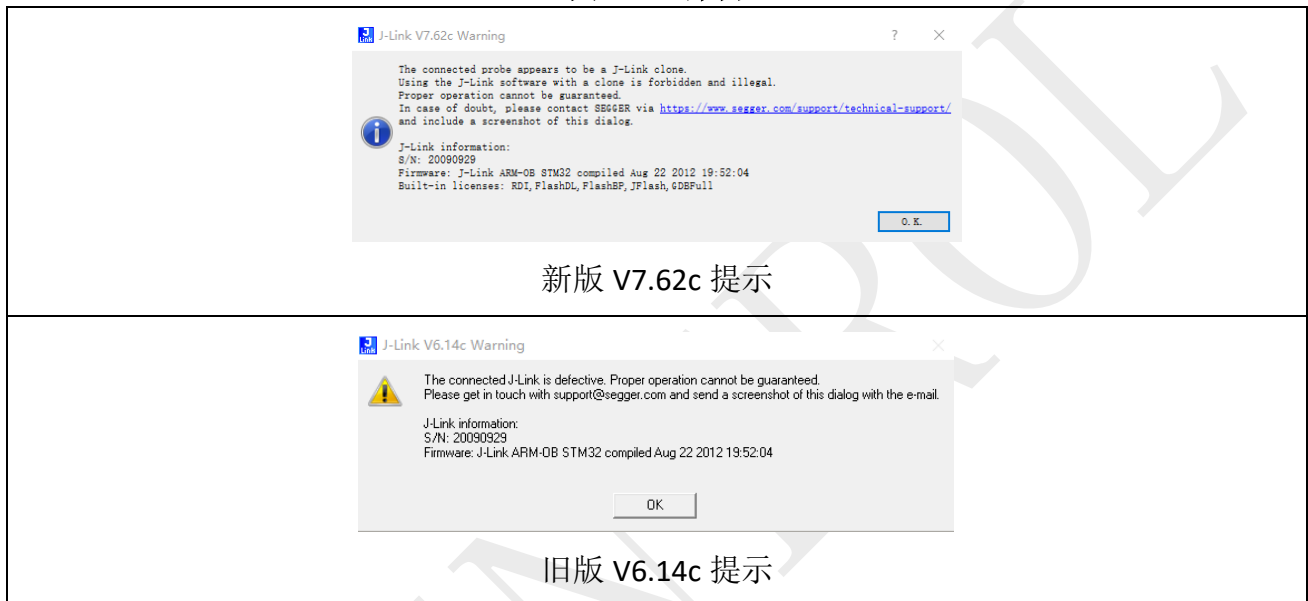 J-Link V7.62c Warning
The connected probe appears to be a J-Link clone.
Using the J-Link software with a clone is forbidden and illegal.
Proper operation cannot be guaranteed.
In case of doubt, please contact SEGGER via https://www.segger.com/support/technical-support/
and include a screenshot of this dialog.
J-Link information:
S/N: 20090929
Firmware: J-Link ARM-OB STM32 compiled Aug 22 2012 19:52:04
Built-in licenses: RDI, FlashDL, FlashBP, JFlash, GDBFull
O.K.
新版 V7.62c 提示
J-Link V6.14c Warning
The connected J-Link is defective. Proper operation cannot be guaranteed.
Please get in touch with support@segger.com and send a screenshot of this dialog with the e-mail.
J-Link information:
S/N: 20090929
Firmware: J-Link ARM-OB STM32 compiled Aug 22 2012 19:52:04
OK
旧版 V6.14c 提示